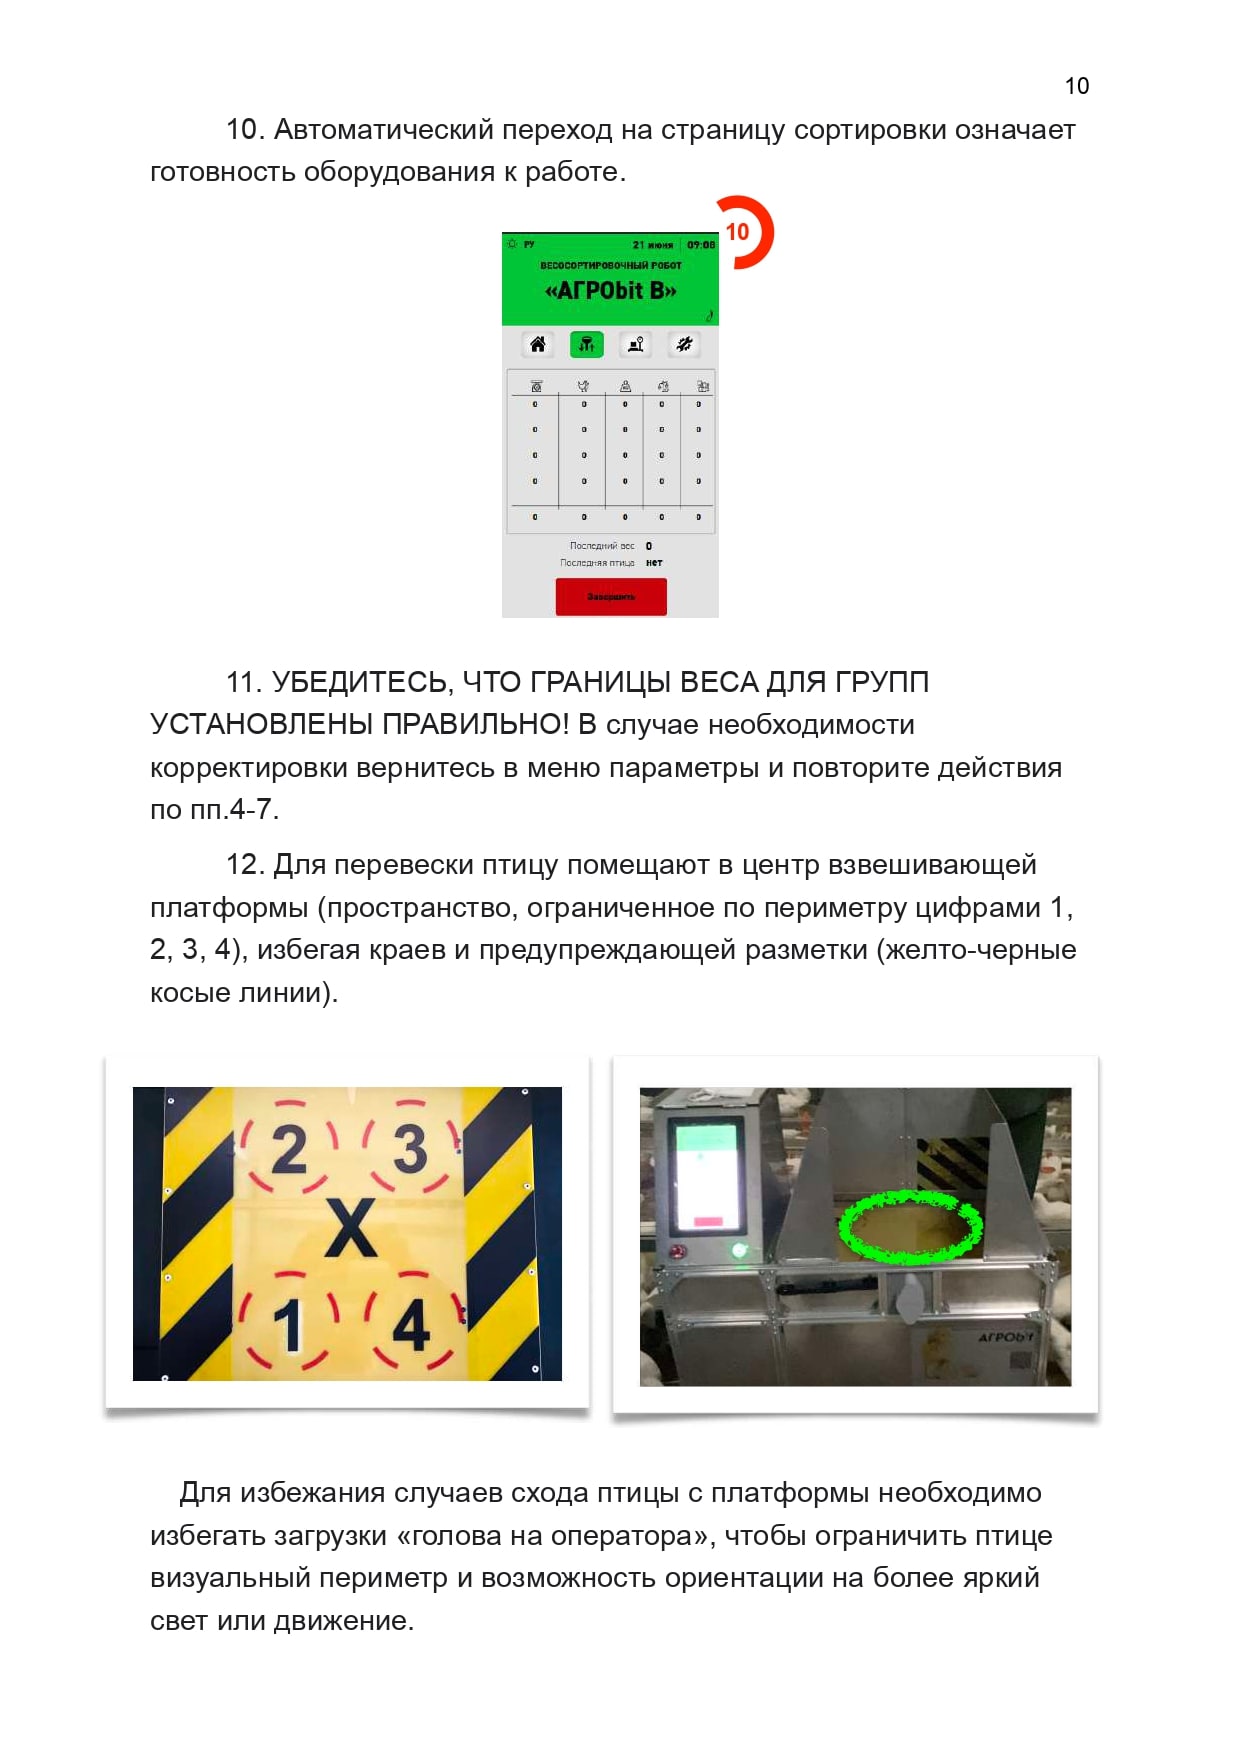 10
10. Автоматический переход на страницу сортировки означает
готовность оборудования к работе.
10
РУ 21 июня 09:08
ВЕСОСОРТИРОВОЧНЫЙ РОБОТ
«АГРОbit В»
0 0 0 0 0
0 0 0 0 0
0 0 0 0 0
0 0 0 0 0
0 0 0 0 0
Последний вес 0
Последняя птица нет
Завершить
11. УБЕДИТЕСЬ, ЧТО ГРАНИЦЫ ВЕСА ДЛЯ ГРУПП
УСТАНОВЛЕНЫ ПРАВИЛЬНО! В случае необходимости
корректировки вернитесь в меню параметры и повторите действия
по пп.4-7.
12. Для перевески птицу помещают в центр взвешивающей
платформы (пространство, ограниченное по периметру цифрами 1,
2, 3, 4), избегая краев и предупреждающей разметки (желто-черные
косые линии).
2 3
X
1 4
АГРОbit
Для избежания случаев схода птицы с платформы необходимо
избегать загрузки «голова на оператора», чтобы ограничить птице
визуальный периметр и возможность ориентации на более яркий
свет или движение.